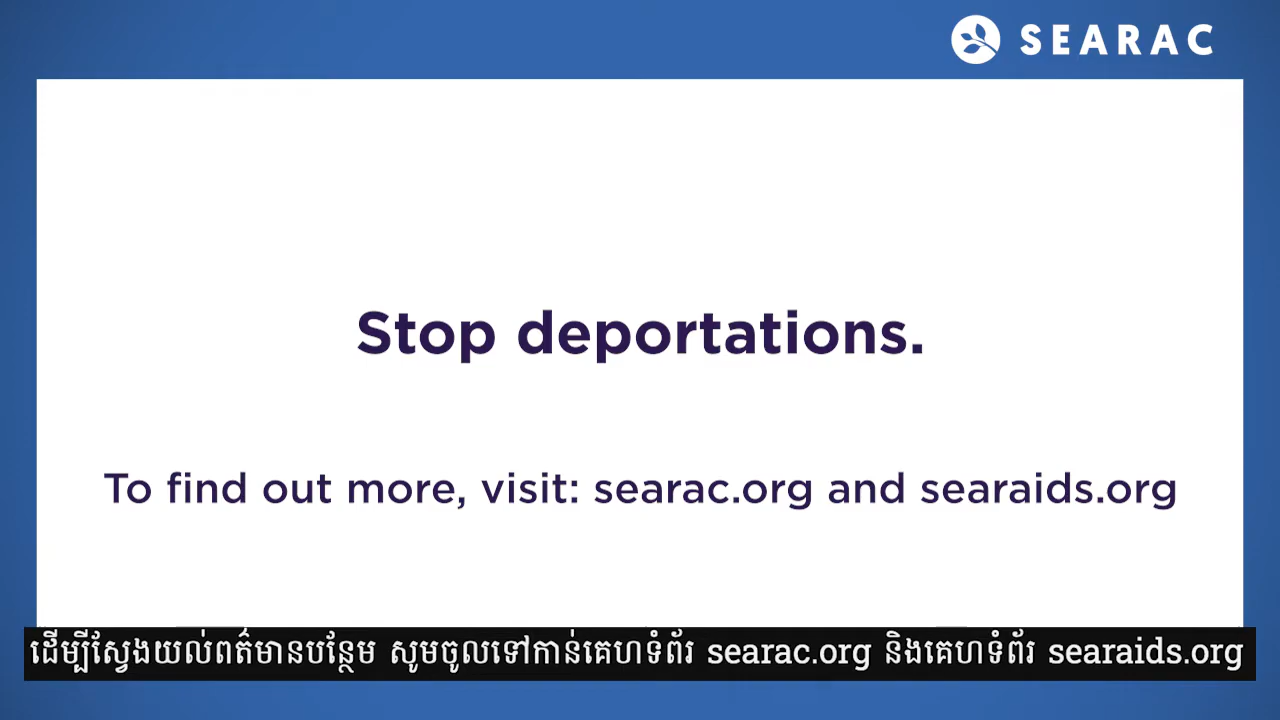 SEARAC
Stop deportations.
To find out more, visit: searac.org and searaids.org
ដើម្បីស្វែងយល់ពត៌មានបន្ថែម សូមចូលទៅកាន់គេហទំព័រ searac.org និងគេហទំព័រ searaids.org